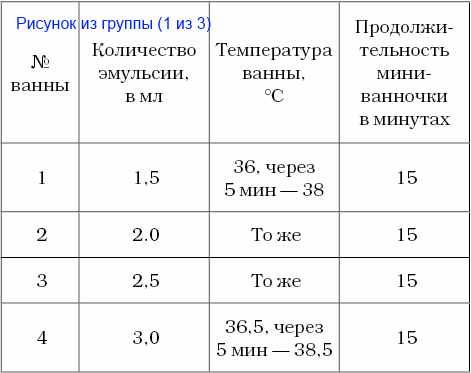 Рисунок из группы (1 из 3)
№
ванны
Количество
эмульсии,
в мл
Температура
ванны,
°C
Продолжи-
тельность
мини-
ванночки
в минутах
1
1,5
36, через
5 мин — 38
15
2
2.0
То же
15
3
2,5
То же
15
4
3,0
36,5, через
5 мин — 38,5
15